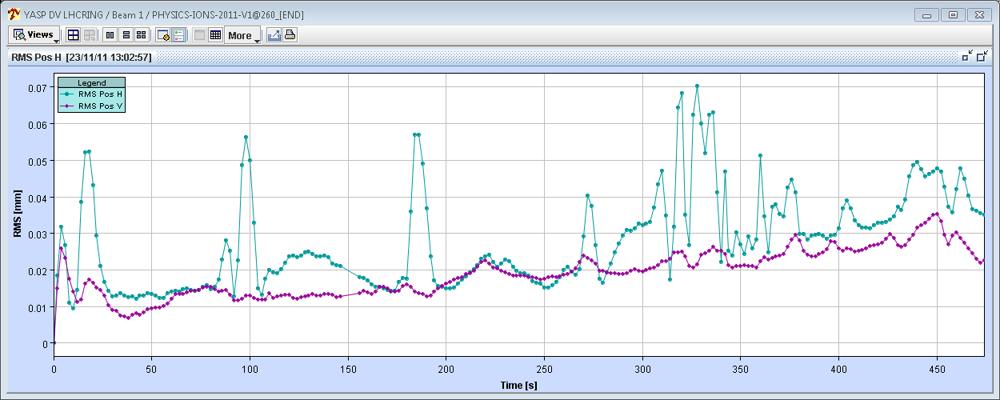 YASP DV LHCRING / Beam 1 / PHYSICS-IONS-2011-V1@260_[END]
Views
More
RMS Pos H [23/11/11 13:02:57]
Legend
RMS Pos H
RMS Pos V
0.07
0.06
0.05
0.04
0.03
0.02
0.01
0
RMS [mm]
0 50 100 150 200 250 300 350 400 450
Time [s]